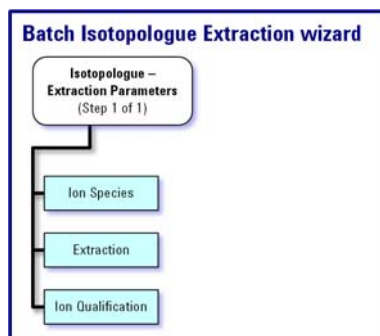 Batch Isotopologue Extraction wizard
Isotopologue –
Extraction Parameters
(Step 1 of 1)
Ion Species
Extraction
Ion Qualification